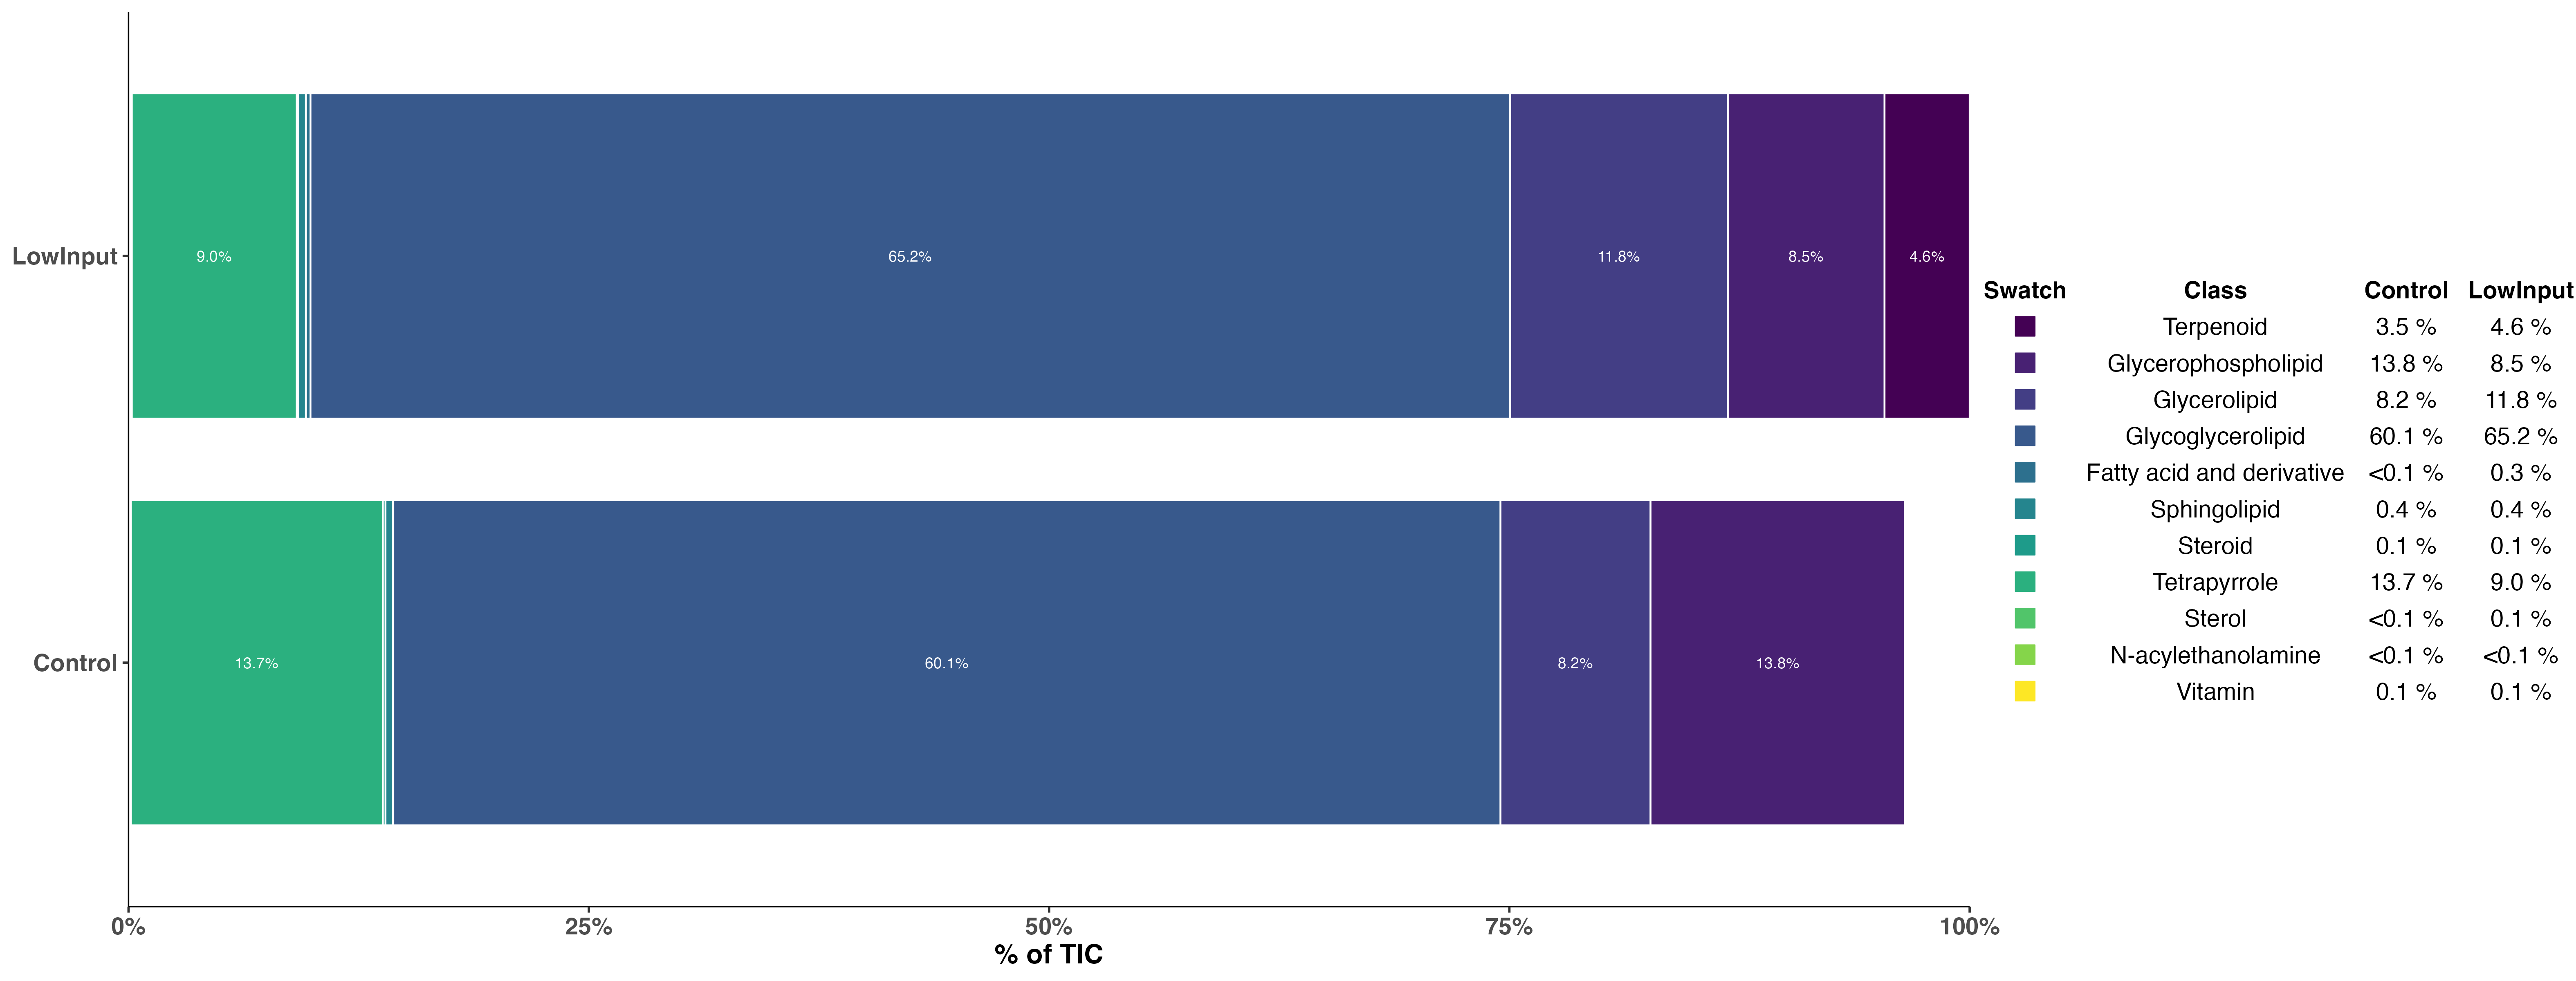 LowInput
9.0%
65.2%
11.8%
8.5%
4.6%
Control
13.7%
60.1%
8.2%
13.8%
0%
25%
50%
75%
100%
% of TIC
Swatch Class Control LowInput
Terpenoid 3.5 % 4.6 %
Glycerophospholipid 13.8 % 8.5 %
Glycerolipid 8.2 % 11.8 %
Glycoglycerolipid 60.1 % 65.2 %
Fatty acid and derivative <0.1 % 0.3 %
Sphingolipid 0.4 % 0.4 %
Steroid 0.1 % 0.1 %
Tetrapyrrole 13.7 % 9.0 %
Sterol <0.1 % 0.1 %
N-acylethanolamine <0.1 % <0.1 %
Vitamin 0.1 % 0.1 %